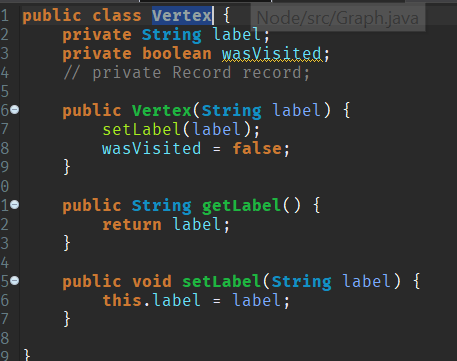 1 public class Vertex {
Node/src/Graph.java
2 private String label;
3 private boolean wasVisited;
4 // private Record record;
5
6 public Vertex(String label) {
7 setLabel(label);
8 wasVisited = false;
9 }
0
1 public String getLabel() {
2 return label;
3 }
4
5 public void setLabel(String label) {
6 this.label = label;
7 }
8
9 }